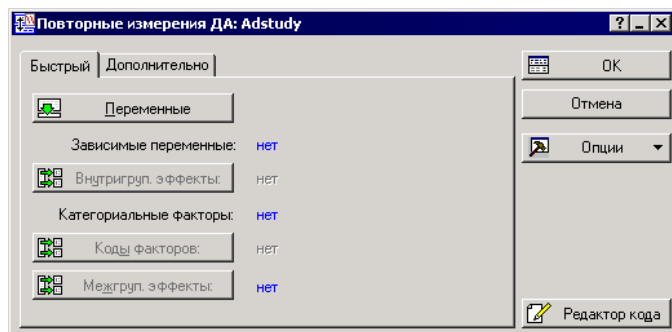 Повторные измерения ДА: Adstudy
Быстрый Дополнительно
Переменные
Зависимые переменные: нет
Внутригруп. эффекты: нет
Категориальные факторы: нет
Коды факторов: нет
Межгруп. эффекты: нет
ОК
Отмена
Опции
Редактор кода